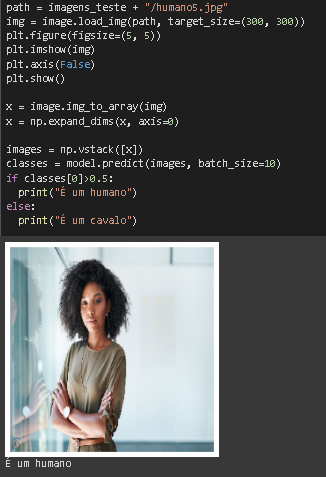 path = imagens_teste + "/humano5.jpg"
img = image.load_img(path, target_size=(300, 300))
plt.figure(figsize=(5, 5))
plt.imshow(img)
plt.axis(False)
plt.show()
x = image.img_to_array(img)
x = np.expand_dims(x, axis=0)
images = np.vstack([x])
classes = model.predict(images, batch_size=10)
if classes[0]>0.5:
print("É um humano")
else:
print("É um cavalo")
É um humano